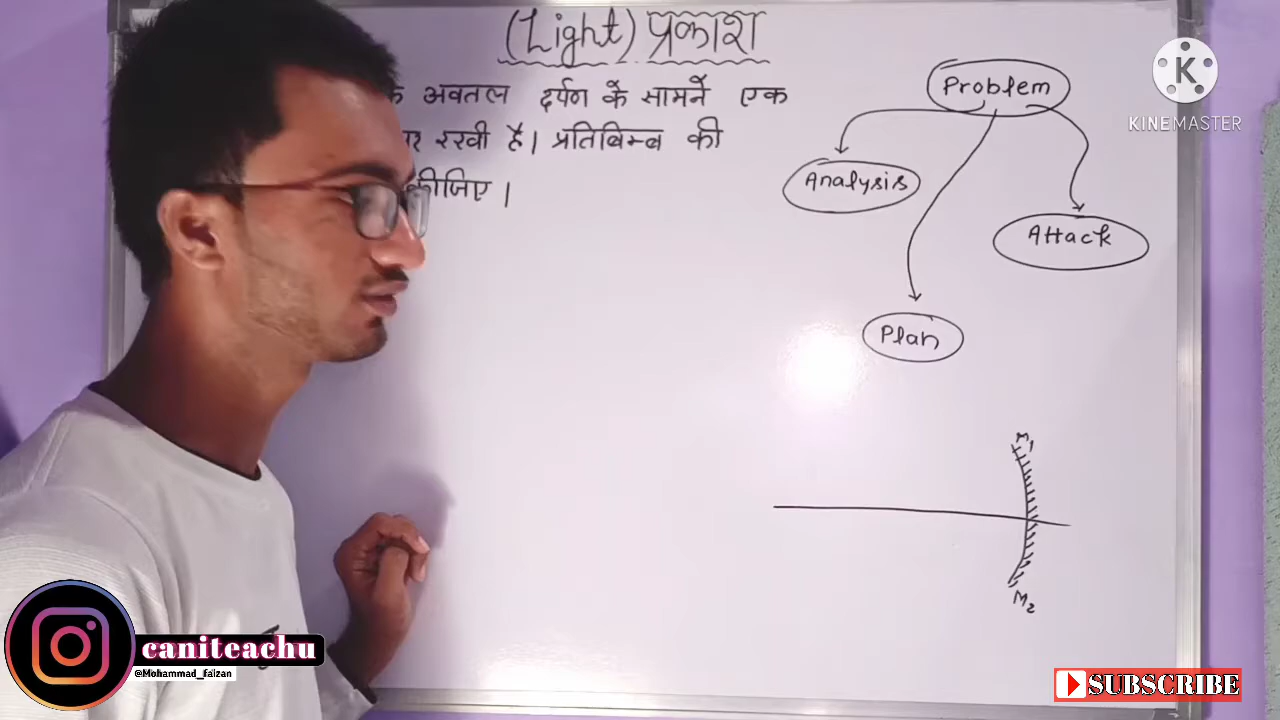 (Light) प्रकाश
अवतल दर्पण के सामने एक
रखी है। प्रतिबिम्ब की
कीजिए।
Problem
Analysis
Attack
Plan
M1
M2
K
KINEMASTER
caniteachu
@Mohammad_faizan
SUBSCRIBE